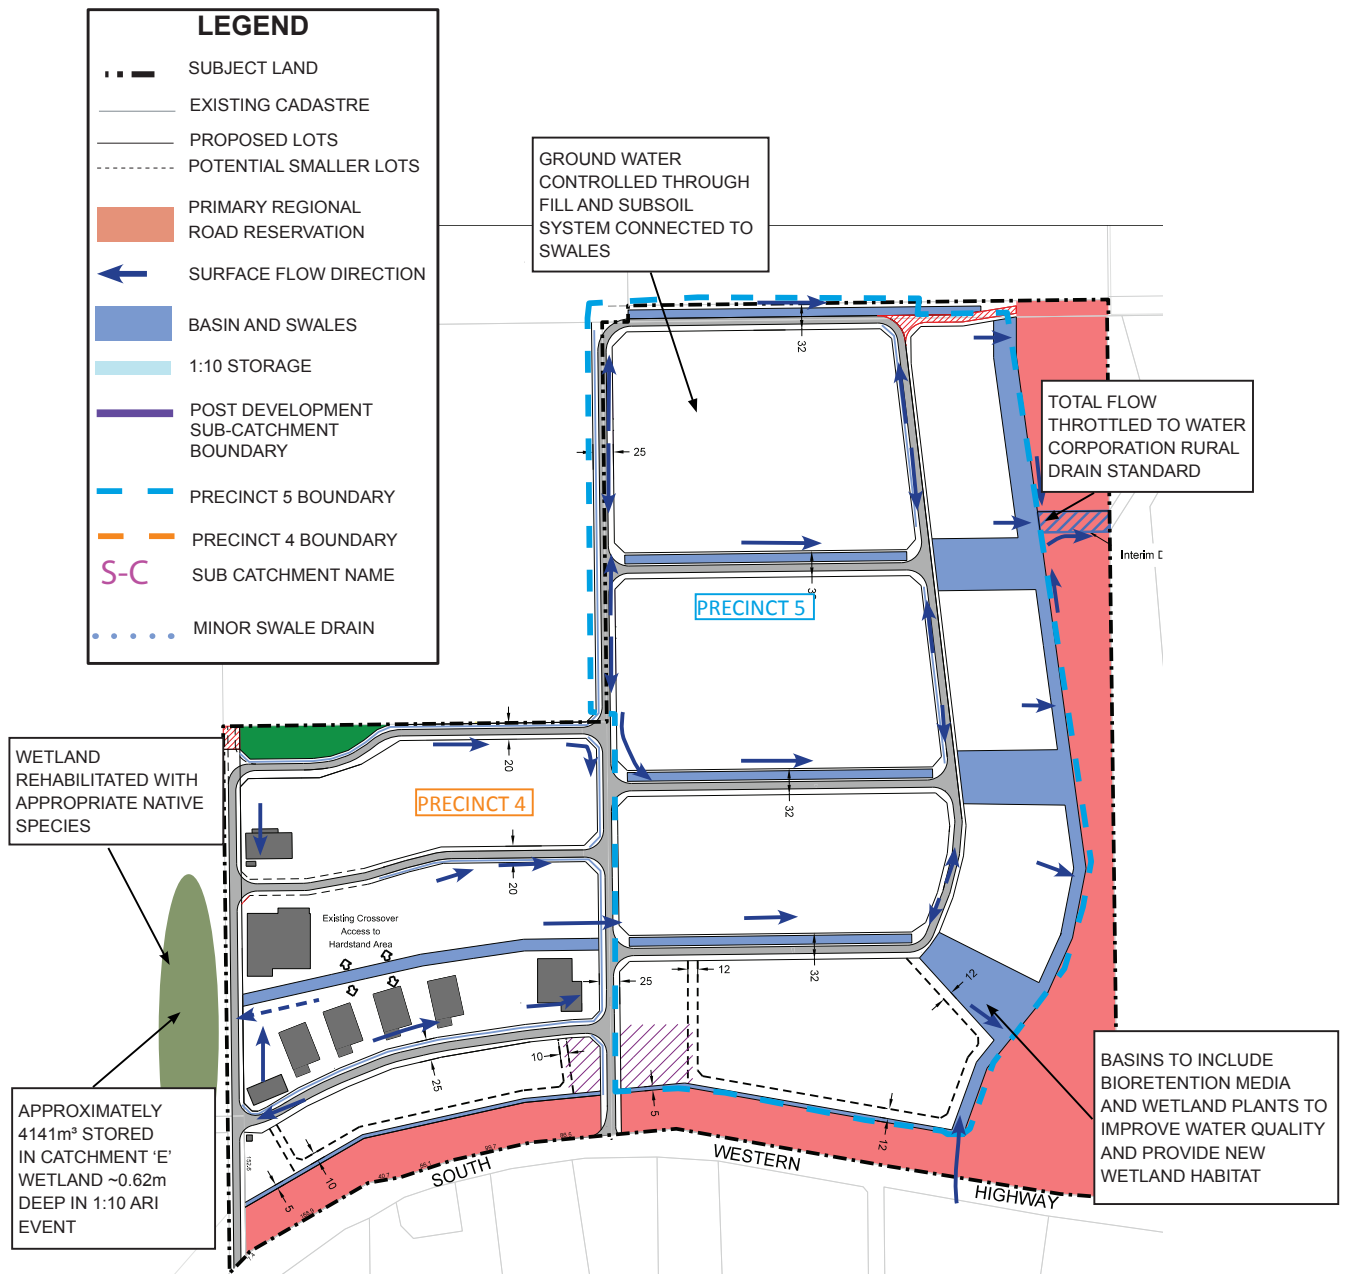 LEGEND
SUBJECT LAND
EXISTING CADASTRE
PROPOSED LOTS
POTENTIAL SMALLER LOTS
PRIMARY REGIONAL
ROAD RESERVATION
SURFACE FLOW DIRECTION
BASIN AND SWALES
1:10 STORAGE
POST DEVELOPMENT
SUB-CATCHMENT
BOUNDARY
PRECINCT 5 BOUNDARY
PRECINCT 4 BOUNDARY
S-C SUB CATCHMENT NAME
MINOR SWALE DRAIN
GROUND WATER
CONTROLLED THROUGH
FILL AND SUBSOIL
SYSTEM CONNECTED TO
SWALES
32
25
TOTAL FLOW
THROTTLED TO WATER
CORPORATION RURAL
DRAIN STANDARD
Interim D
PRECINCT 5
20
32
PRECINCT 4
20
WETLAND
REHABILITATED WITH
APPROPRIATE NATIVE
SPECIES
Existing Crossover
Access to
Hardstand Area
32
12
12
25
10
25
5
12
10
5
APPROXIMATELY
4141m³ STORED
IN CATCHMENT ‘E’
WETLAND ~0.62m
DEEP IN 1:10 ARI
EVENT
BASINS TO INCLUDE
BIORETENTION MEDIA
AND WETLAND PLANTS TO
IMPROVE WATER QUALITY
AND PROVIDE NEW
WETLAND HABITAT
SOUTH
WESTERN
HIGHWAY